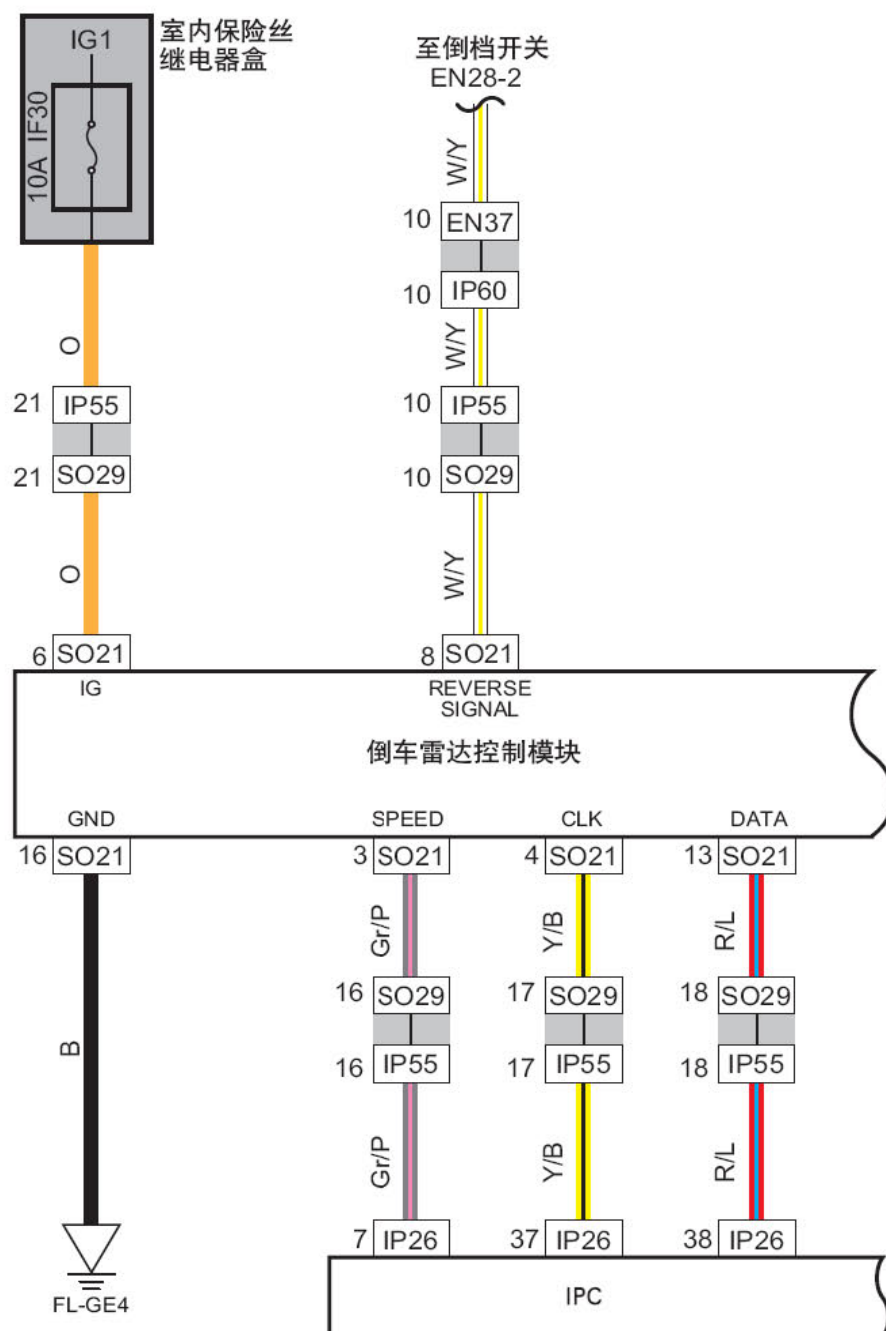 IG1
室内保险丝
继电器盒
10A IF30
至倒档开关
EN28-2
W/Y
10 EN37
10 IP60
O
W/Y
21 IP55
10 IP55
21 SO29
10 SO29
O
W/Y
6 SO21
8 SO21
IG
REVERSE
SIGNAL
倒车雷达控制模块
GND
SPEED
CLK
DATA
16 SO21
3 SO21
4 SO21
13 SO21
Gr/P
Y/B
R/L
16 SO29
17 SO29
18 SO29
B
16 IP55
17 IP55
18 IP55
Gr/P
Y/B
R/L
7 IP26
37 IP26
38 IP26
FL-GE4
IPC